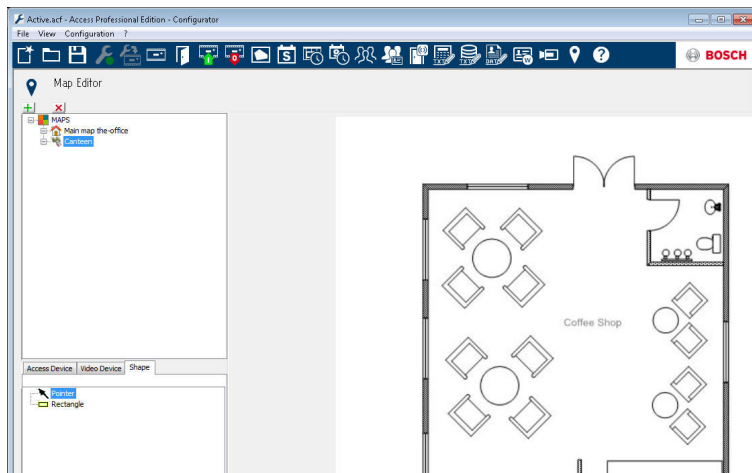 Active.acf - Access Professional Edition - Configurator
File View Configuration ?
BOSCH
Map Editor
MAPS
Main map the-office
Canteen
Coffee Shop
Access Device Video Device Shape
Pointer
Rectangle